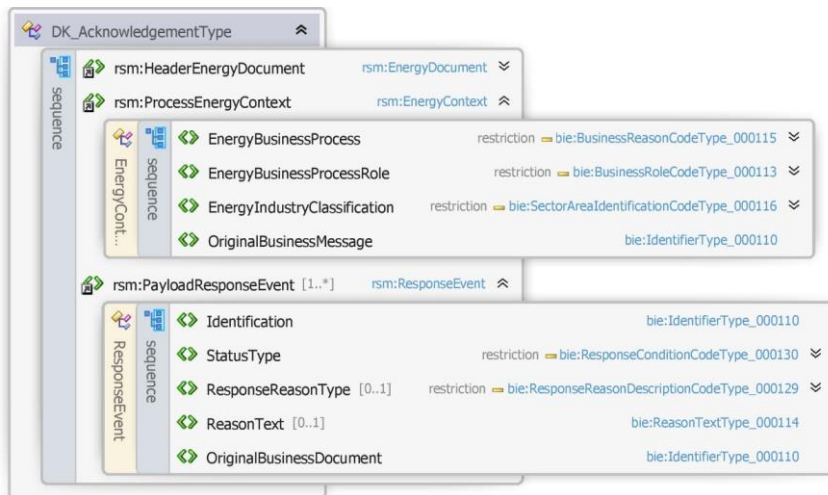 DK_AcknowledgementType
sequence
rsm:HeaderEnergyDocument rsm:EnergyDocument
rsm:ProcessEnergyContext rsm:EnergyContext
EnergyCont...
sequence
EnergyBusinessProcess restriction bie:BusinessReasonCodeType_000115
EnergyBusinessProcessRole restriction bie:BusinessRoleCodeType_000113
EnergyIndustryClassification restriction bie:SectorAreaIdentificationCodeType_000116
OriginalBusinessMessage bie:IdentifierType_000110
rsm:PayloadResponseEvent [1..*] rsm:ResponseEvent
ResponseEvent
sequence
Identification bie:IdentifierType_000110
StatusType restriction bie:ResponseConditionCodeType_000130
ResponseReasonType [0..1] restriction bie:ResponseReasonDescriptionCodeType_000129
ReasonText [0..1] bie:ReasonTextType_000114
OriginalBusinessDocument bie:IdentifierType_000110